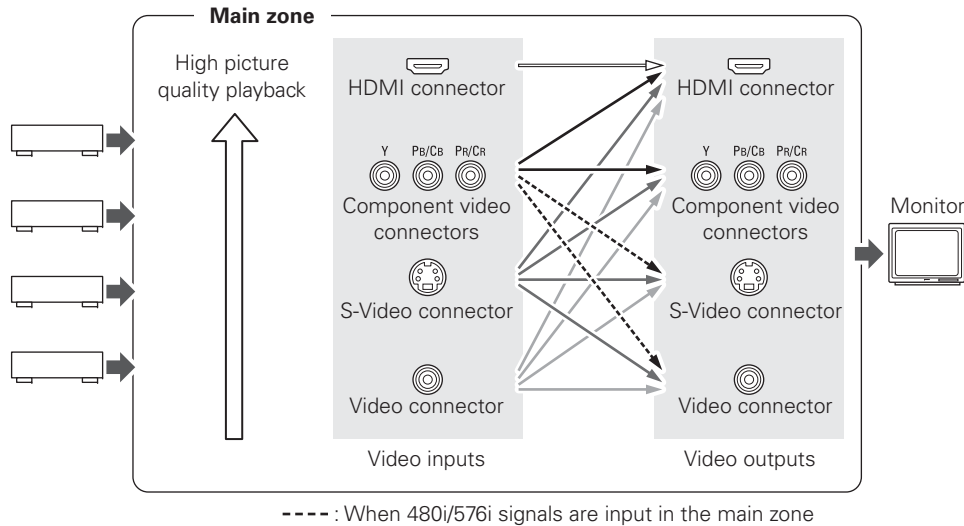 Main zone
High picture
quality playback
HDMI connector
HDMI connector
Y PB/CB PR/CR
Y PB/CB PR/CR
Component video
connectors
Component video
connectors
Monitor
S-Video connector
S-Video connector
Video connector
Video connector
Video inputs
Video outputs
---- : When 480i/576i signals are input in the main zone